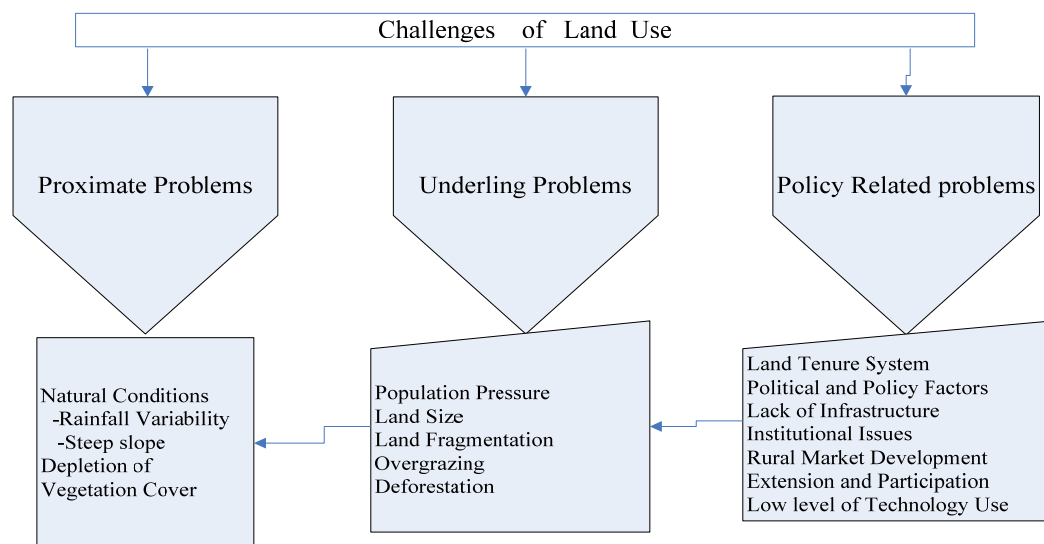 Challenges of Land Use
Proximate Problems
Underling Problems
Policy Related problems
Natural Conditions
-Rainfall Variability
-Steep slope
Depletion of
Vegetation Cover
Population Pressure
Land Size
Land Fragmentation
Overgrazing
Deforestation
Land Tenure System
Political and Policy Factors
Lack of Infrastructure
Institutional Issues
Rural Market Development
Extension and Participation
Low level of Technology Use